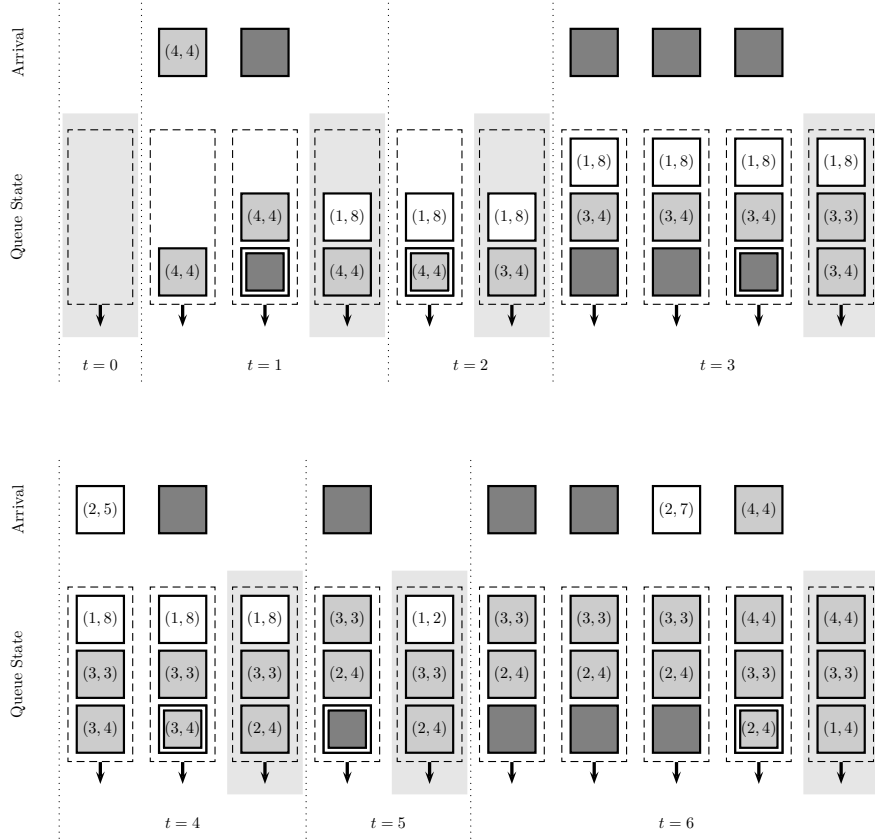 Arrival
(4, 4)
Queue State
(1, 8) (1, 8) (1, 8) (1, 8)
(4, 4) (1, 8) (1, 8) (1, 8) (3, 4) (3, 4) (3, 4) (3, 3)
(4, 4) (4, 4) (4, 4) (3, 4) (3, 4)
t = 0 t = 1 t = 2 t = 3
Arrival
(2, 5) (2, 7) (4, 4)
Queue State
(1, 8) (1, 8) (1, 8) (3, 3) (1, 2) (3, 3) (3, 3) (3, 3) (4, 4) (4, 4)
(3, 3) (3, 3) (3, 3) (2, 4) (3, 3) (2, 4) (2, 4) (2, 4) (3, 3) (3, 3)
(3, 4) (3, 4) (2, 4) (2, 4) (2, 4) (1, 4)
t = 4 t = 5 t = 6